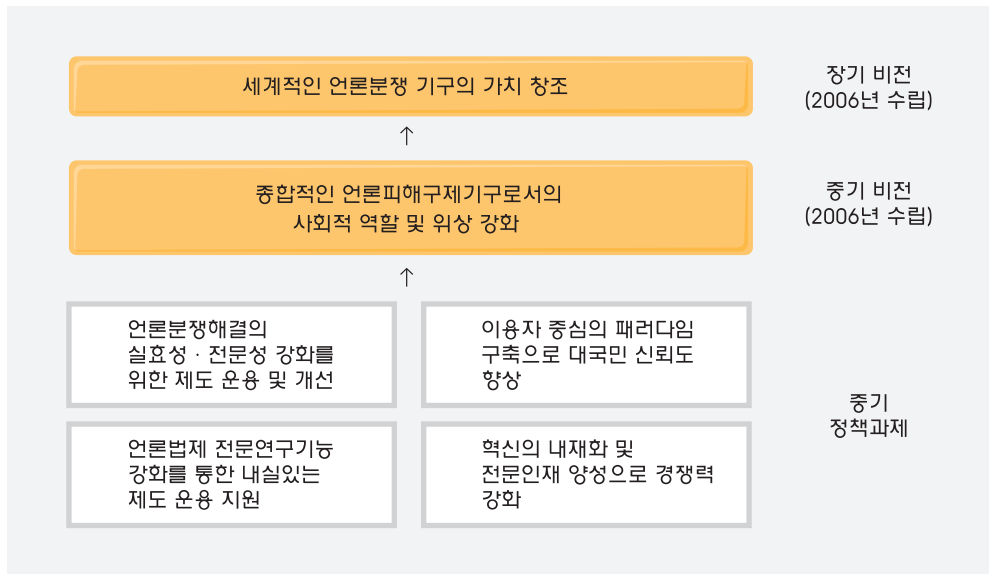 세계적인 언론분쟁 기구의 가치 창조
장기 비전
(2006년 수립)
↑
종합적인 언론피해구제기구로서의
사회적 역할 및 위상 강화
중기 비전
(2006년 수립)
↑
언론분쟁해결의
실효성 · 전문성 강화를
위한 제도 운용 및 개선
이용자 중심의 패러다임
구축으로 대국민 신뢰도
향상
언론법제 전문연구기능
강화를 통한 내실있는
제도 운용 지원
혁신의 내재화 및
전문인재 양성으로 경쟁력
강화
중기
정책과제